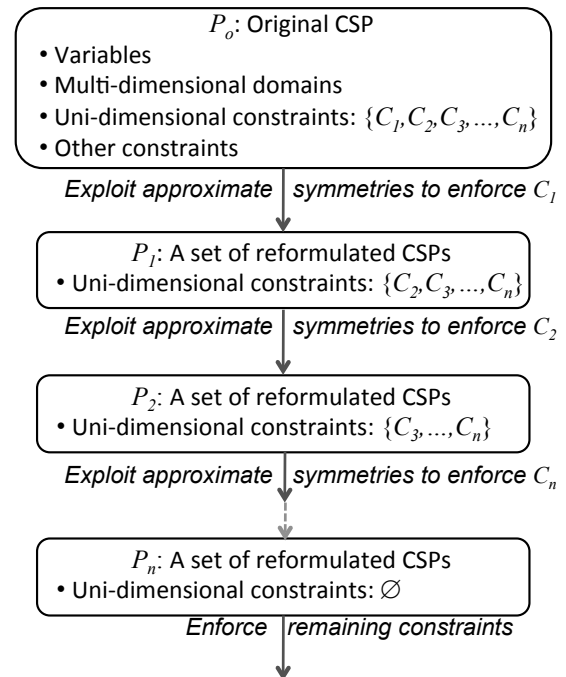 P_o: Original CSP
• Variables
• Multi-dimensional domains
• Uni-dimensional constraints: {C_1,C_2,C_3,...,C_n}
• Other constraints
Exploit approximate symmetries to enforce C_1
P_1: A set of reformulated CSPs
• Uni-dimensional constraints: {C_2,C_3,...,C_n}
Exploit approximate symmetries to enforce C_2
P_2: A set of reformulated CSPs
• Uni-dimensional constraints: {C_3,...,C_n}
Exploit approximate symmetries to enforce C_n
P_n: A set of reformulated CSPs
• Uni-dimensional constraints: ∅
Enforce remaining constraints